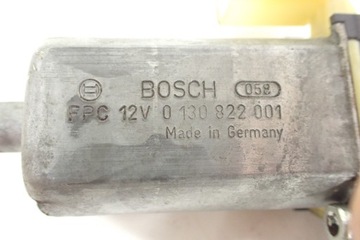 BOSCH 058
FPC 12V 0 130 822 001
Made in Germany